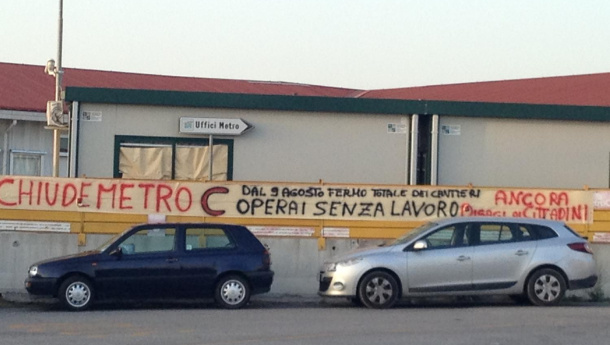 Uffici Metro
CHIUDE METRO C
DAL 9 AGOSTO FERMO TOTALE DEI CANTIERI
OPERAI SENZA LAVORO
ANCORA
DISAGI AI CITTADINI